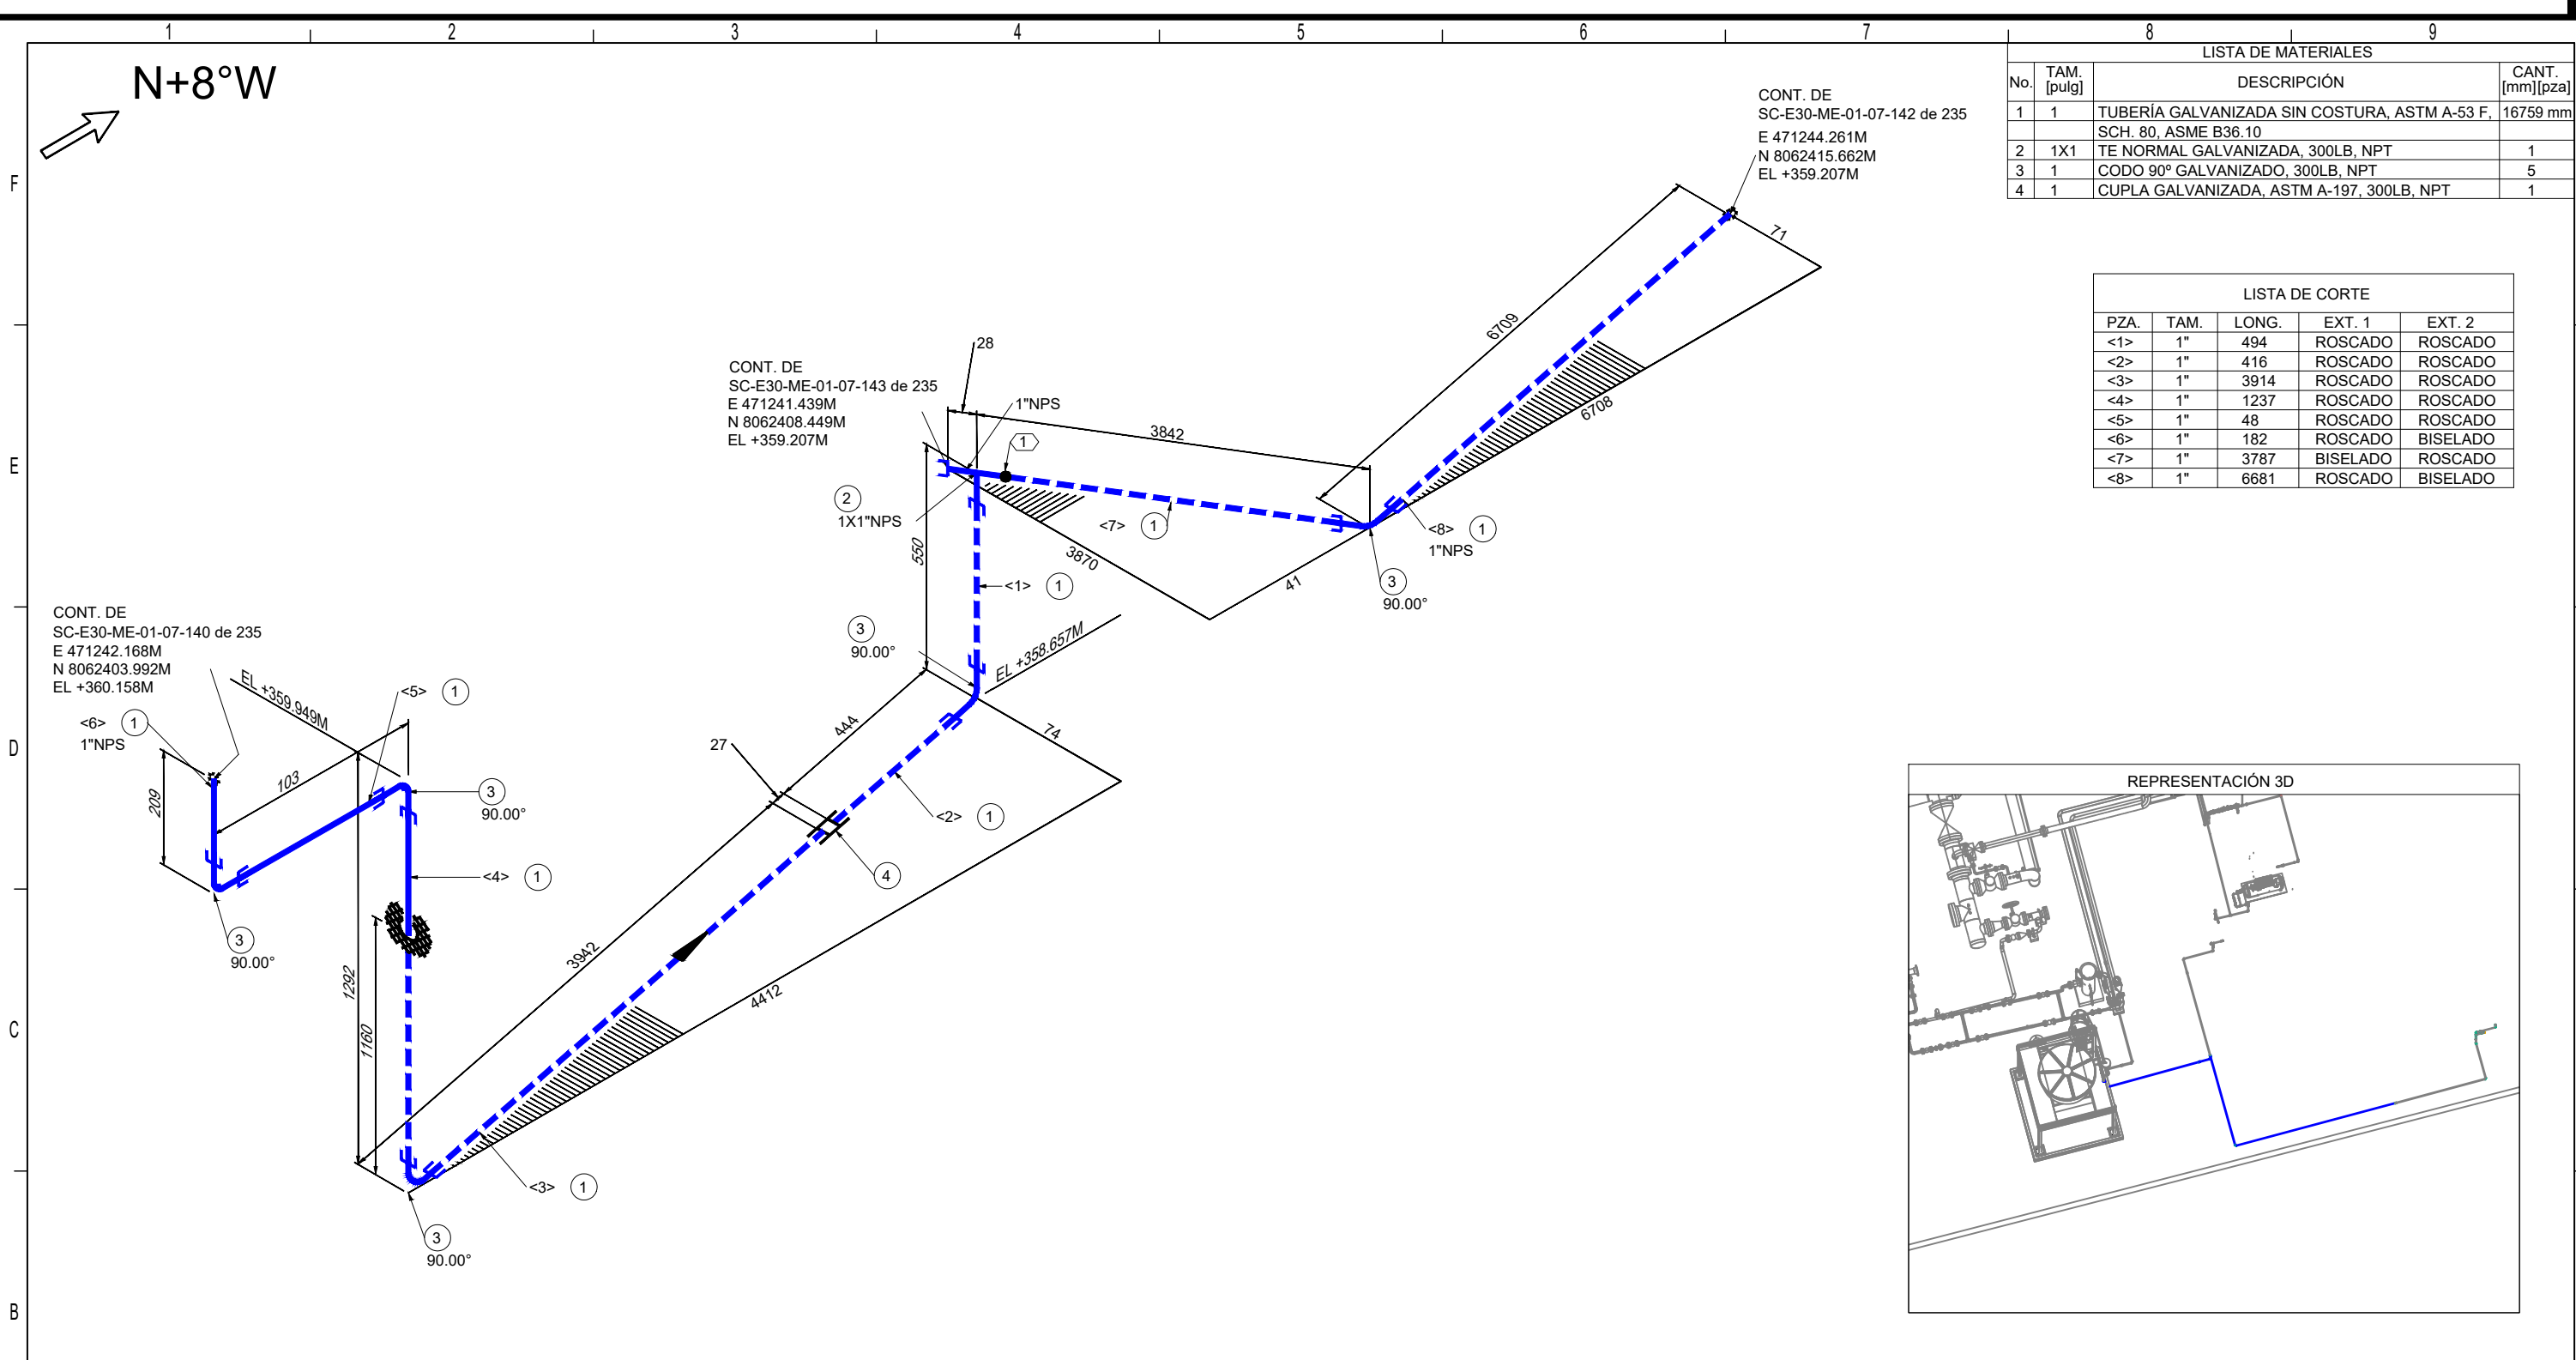 1 2 3 4 5 6 7 8 9
F
E
D
C
B
N+8°W
LISTA DE MATERIALES
No. TAM. [pulg] DESCRIPCIÓN CANT. [mm][pza]
1 1 TUBERÍA GALVANIZADA SIN COSTURA, ASTM A-53 F, 16759 mm
SCH. 80, ASME B36.10
2 1X1 TE NORMAL GALVANIZADA, 300LB, NPT 1
3 1 CODO 90º GALVANIZADO, 300LB, NPT 5
4 1 CUPLA GALVANIZADA, ASTM A-197, 300LB, NPT 1
LISTA DE CORTE
PZA. TAM. LONG. EXT. 1 EXT. 2
<1> 1" 494 ROSCADO ROSCADO
<2> 1" 416 ROSCADO ROSCADO
<3> 1" 3914 ROSCADO ROSCADO
<4> 1" 1237 ROSCADO ROSCADO
<5> 1" 48 ROSCADO ROSCADO
<6> 1" 182 ROSCADO BISELADO
<7> 1" 3787 BISELADO ROSCADO
<8> 1" 6681 ROSCADO BISELADO
CONT. DE
SC-E30-ME-01-07-142 de 235
E 471244.261M
N 8062415.662M
EL +359.207M
71
6709
6708
CONT. DE
SC-E30-ME-01-07-143 de 235
E 471241.439M
N 8062408.449M
EL +359.207M
28
1"NPS
1
3842
2
1X1"NPS
<7> 1
<8> 1
1"NPS
550
3870
41
3
90.00°
<1> 1
3
90.00°
EL +358.657M
CONT. DE
SC-E30-ME-01-07-140 de 235
E 471242.168M
N 8062403.992M
EL +360.158M
EL +359.949M
<5> 1
<6> 1
1"NPS
209
103
3
90.00°
444
74
27
<2> 1
4
<4> 1
3
90.00°
1292
1160
3942
4412
<3> 1
3
90.00°
REPRESENTACIÓN 3D